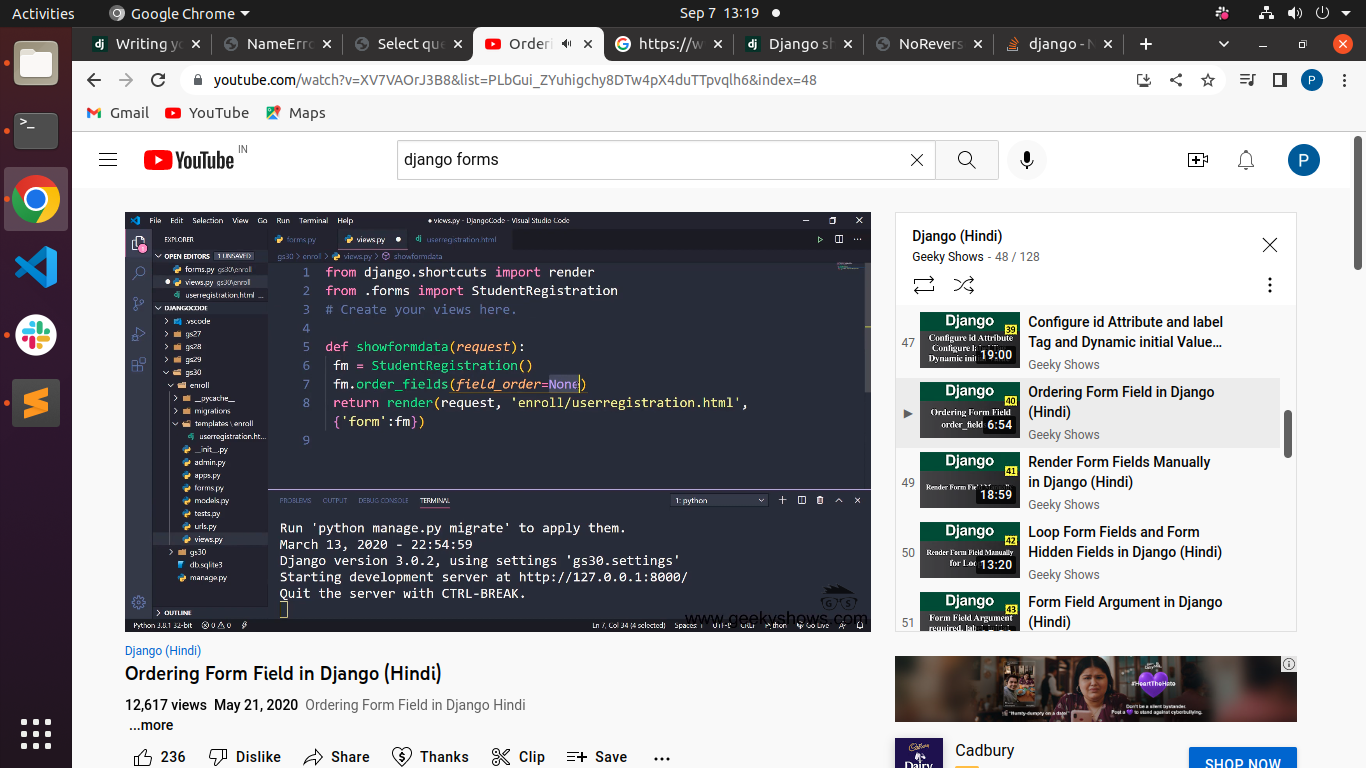 Activities
Google Chrome
Sep 7 13:19
Writing yo
NameErro
Select que
Orderi
https://w
Django sh
NoRevers
django - N
youtube.com/watch?v=XV7VAOrJ3B8&list=PLbGui_ZYuhigchy8DTw4pX4duTTpvqlh6&index=48
P
Gmail
YouTube
Maps
YouTube IN
django forms
P
File Edit Selection View Go Run Terminal Help
views.py - DjangoCode - Visual Studio Code
EXPLORER
OPEN EDITORS 1 UNSAVED
forms.py gs30\enroll
views.py gs30\enroll
userregistration.html ...
DJANGOCODE
.vscode
gs27
gs28
gs29
gs30
enroll
__pycache__
migrations
templates \ enroll
userregistration.ht...
__init__.py
admin.py
apps.py
forms.py
models.py
tests.py
urls.py
views.py
gs30
db.sqlite3
manage.py
OUTLINE
forms.py
views.py
userregistration.html
gs30 > enroll > views.py > showformdata
1 from django.shortcuts import render
2 from .forms import StudentRegistration
3 # Create your views here.
4
5 def showformdata(request):
6 fm = StudentRegistration()
7 fm.order_fields(field_order=None)
8 return render(request, 'enroll/userregistration.html',
{'form':fm})
9
PROBLEMS OUTPUT DEBUG CONSOLE TERMINAL
1: python
Run 'python manage.py migrate' to apply them.
March 13, 2020 - 22:54:59
Django version 3.0.2, using settings 'gs30.settings'
Starting development server at http://127.0.0.1:8000/
Quit the server with CTRL-BREAK.
G S
www.geekyshows.com
Python 3.8.1 32-bit 0 0
Ln 7, Col 34 (4 selected) Spaces: 1 UTF-8 CRLF Python Go Live
Django (Hindi)
Ordering Form Field in Django (Hindi)
12,617 views May 21, 2020 Ordering Form Field in Django Hindi
...more
236
Dislike
Share
Thanks
Clip
Save
Django (Hindi)
Geeky Shows - 48 / 128
47
Django
39
Configure id Attribute
19:00
Configure id Attribute and label
Tag and Dynamic initial Value...
Geeky Shows
Django
40
Ordering Form Field
order_field
6:54
Ordering Form Field in Django
(Hindi)
Geeky Shows
49
Django
41
18:59
Render Form Fields Manually
in Django (Hindi)
Geeky Shows
50
Django
42
Render Form Field Manually
for Loo
13:20
Loop Form Fields and Form
Hidden Fields in Django (Hindi)
Geeky Shows
51
Django
43
Form Field Argument
Form Field Argument in Django
(Hindi)
#HeartTheHate
Don't be a silent bystander.
Post a 💜 to stand against cyberbullying.
"Humpty-dumpty on a date!"
Cadbury
Dairy
Cadbury
SHOP NOW